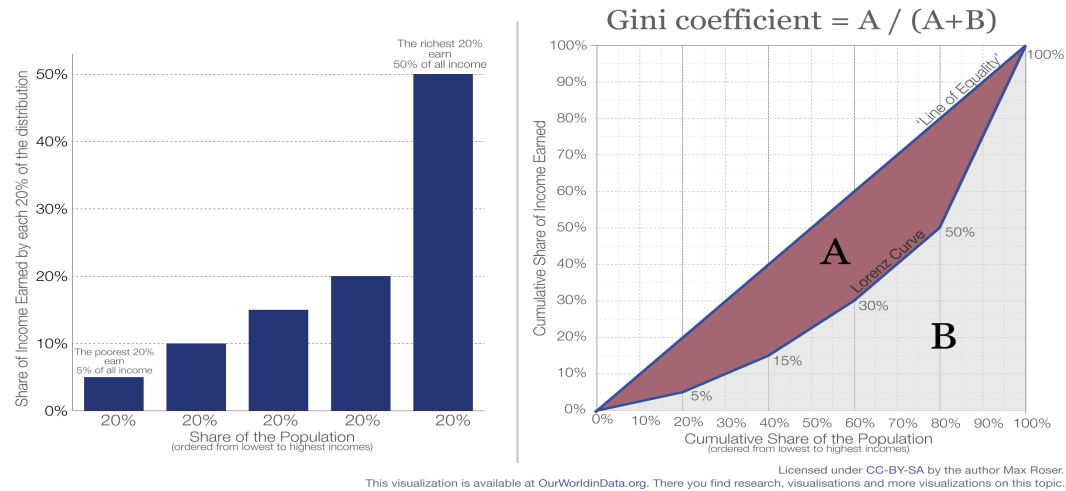 Gini coefficient = A / (A+B)
The richest 20%
earn
50% of all income
50%
40%
30%
20%
10%
0%
Share of Income Earned by each 20% of the distribution
The poorest 20%
earn
5% of all income
20%
20%
20%
20%
20%
Share of the Population
(ordered from lowest to highest incomes)
100%
90%
80%
70%
60%
50%
40%
30%
20%
10%
0%
Cumulative Share of Income Earned
'Line of Equality'
100%
A
Lorenz Curve
50%
30%
B
15%
5%
0%
10%
20%
30%
40%
50%
60%
70%
80%
90%
100%
Cumulative Share of the Population
(ordered from lowest to highest incomes)
Licensed under CC-BY-SA by the author Max Roser.
This visualization is available at OurWorldinData.org. There you find research, visualisations and more visualizations on this topic.